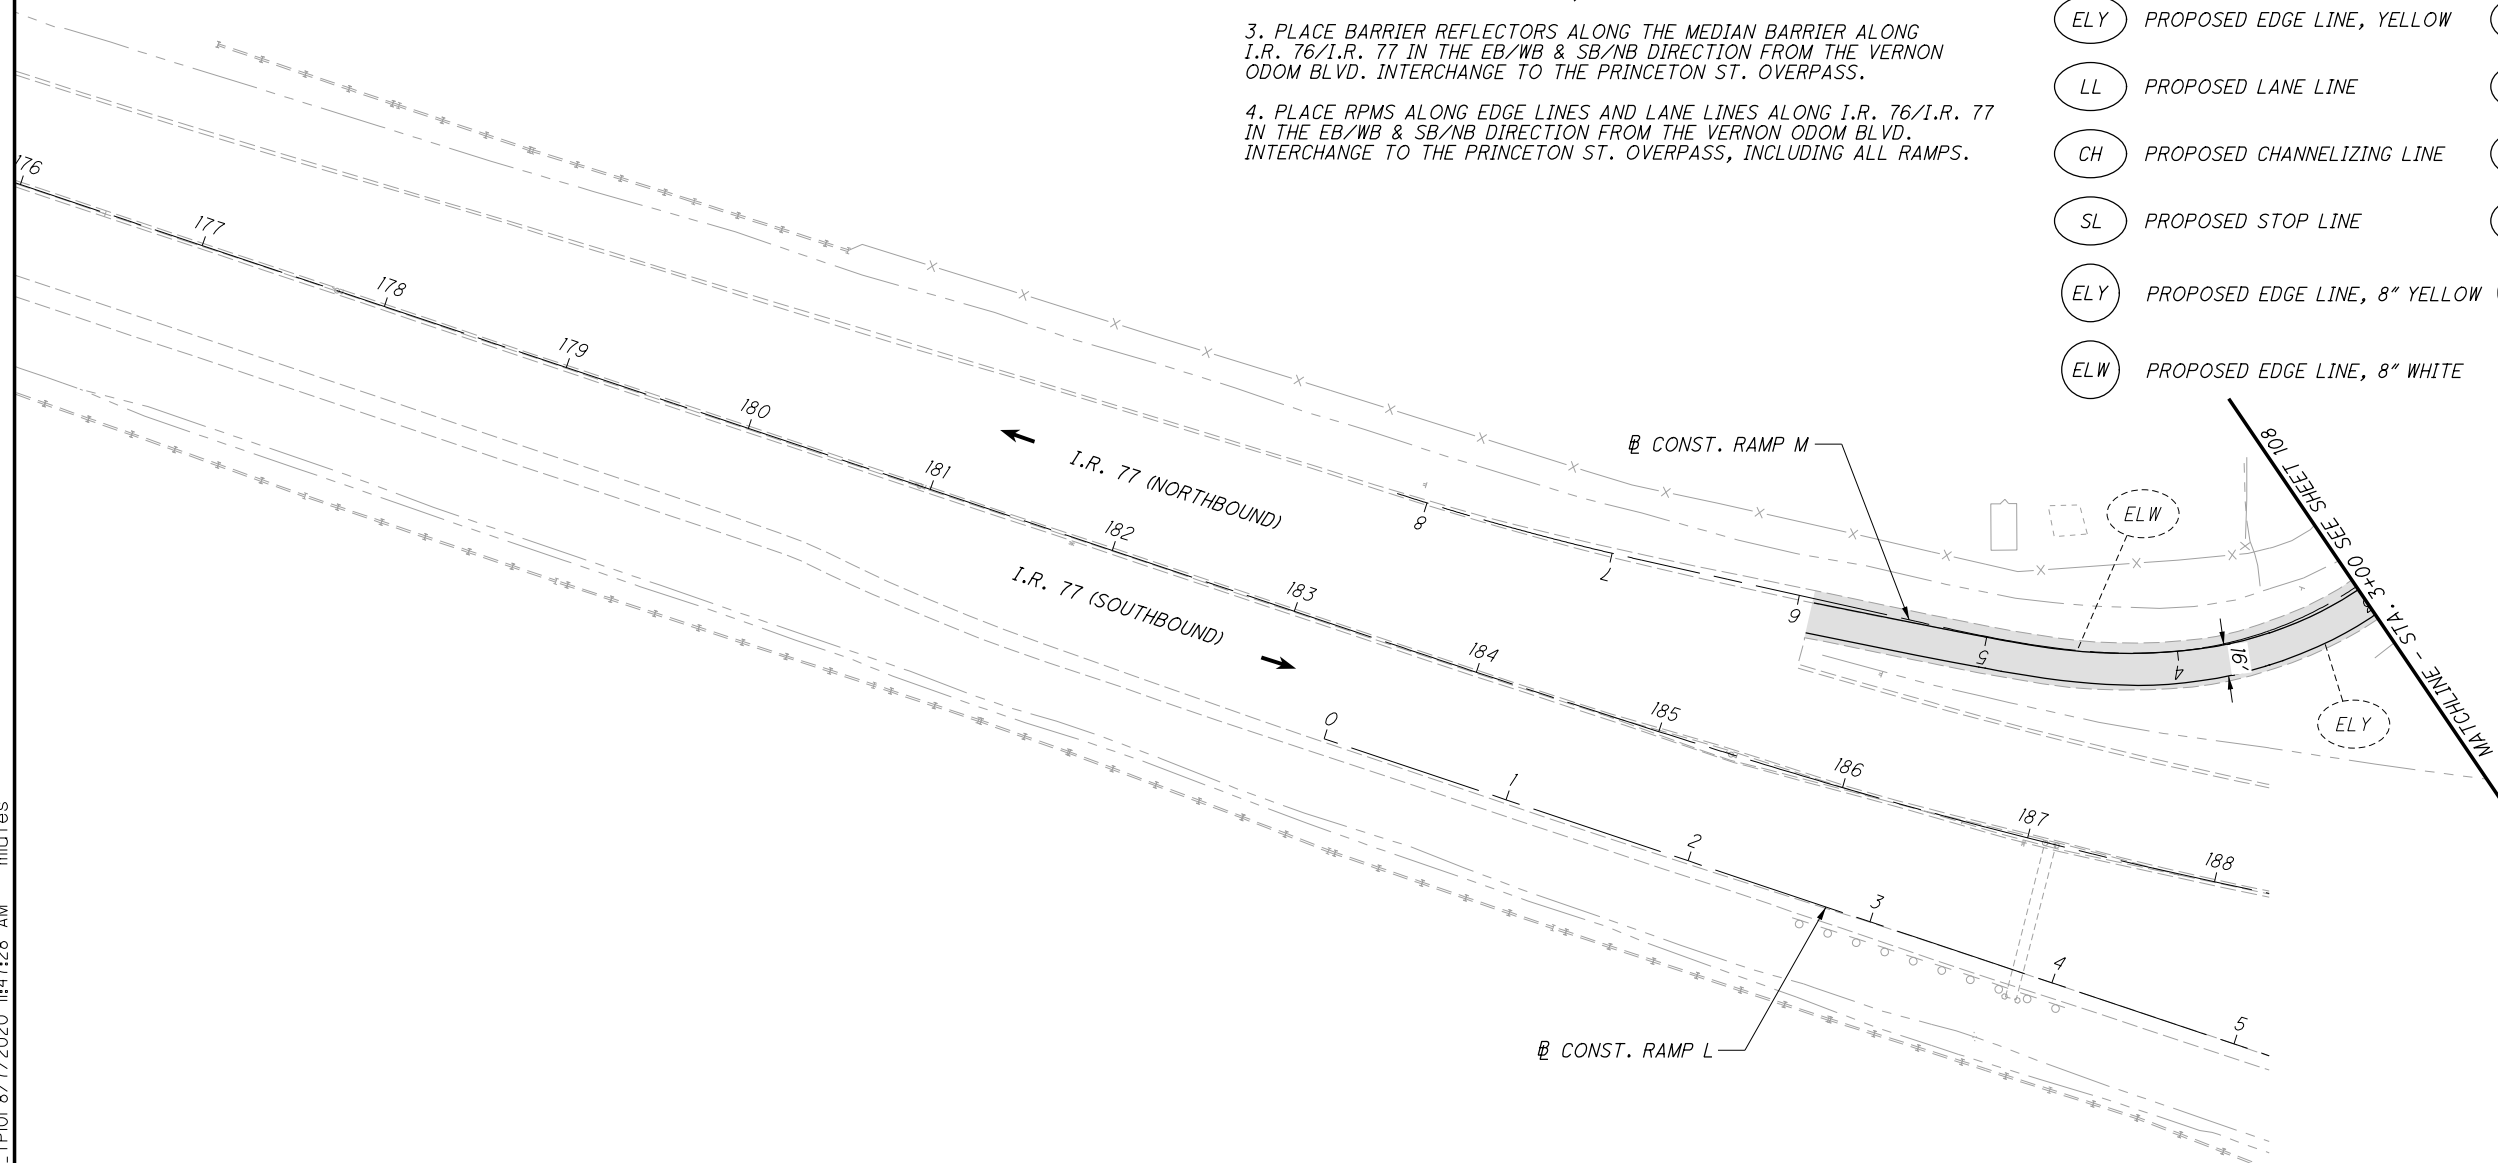 3. PLACE BARRIER REFLECTORS ALONG THE MEDIAN BARRIER ALONG
I.R. 76/I.R. 77 IN THE EB/WB & SB/NB DIRECTION FROM THE VERNON
ODOM BLVD. INTERCHANGE TO THE PRINCETON ST. OVERPASS.
4. PLACE RPMS ALONG EDGE LINES AND LANE LINES ALONG I.R. 76/I.R. 77
IN THE EB/WB & SB/NB DIRECTION FROM THE VERNON ODOM BLVD.
INTERCHANGE TO THE PRINCETON ST. OVERPASS, INCLUDING ALL RAMPS.
ELY PROPOSED EDGE LINE, YELLOW
LL PROPOSED LANE LINE
CH PROPOSED CHANNELIZING LINE
SL PROPOSED STOP LINE
ELY PROPOSED EDGE LINE, 8" YELLOW
ELW PROPOSED EDGE LINE, 8" WHITE
176
177
178
179
180
181
182
183
184
185
186
187
188
I.R. 77 (NORTHBOUND)
I.R. 77 (SOUTHBOUND)
CONST. RAMP M
8
7
6
5
4
16'
ELW
ELY
MATCHLINE - STA. 3+00 SEE SHEET 108
0
1
2
3
4
5
CONST. RAMP L
8/7/2020 11:47:28 AM